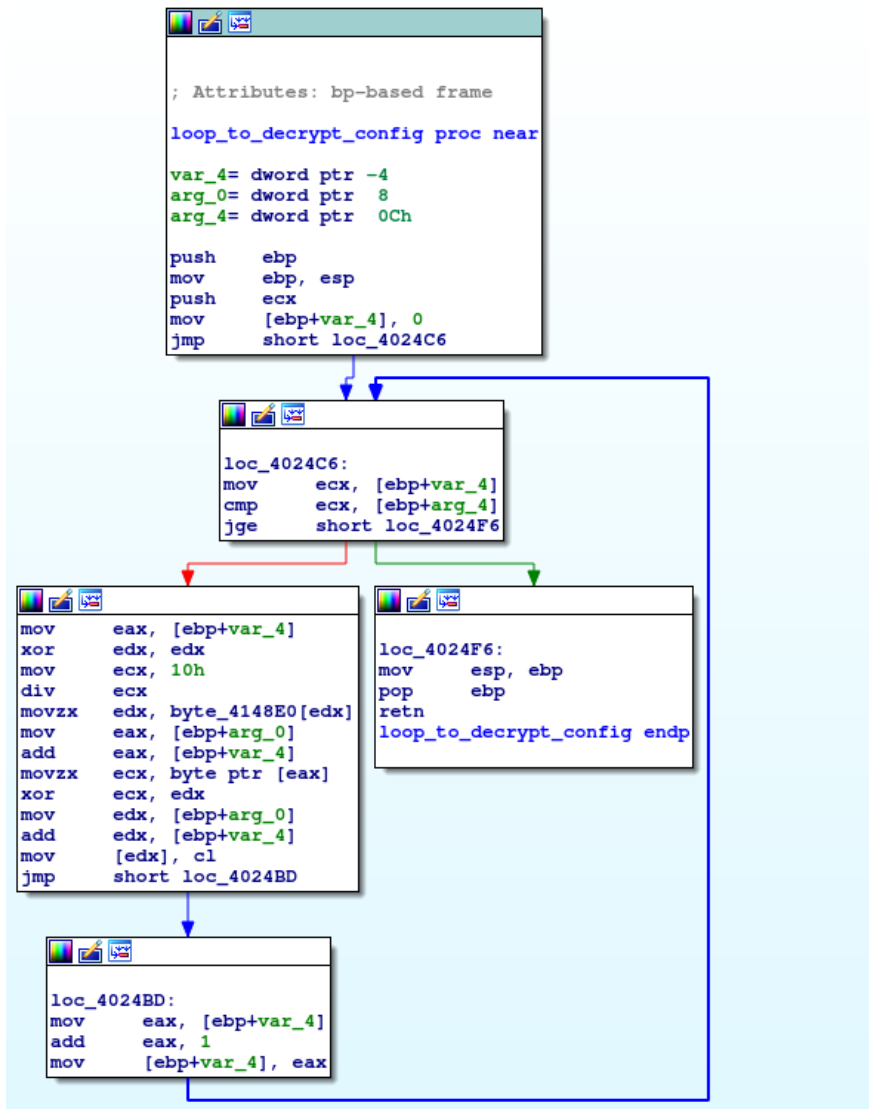 ; Attributes: bp-based frame
loop_to_decrypt_config proc near
var_4= dword ptr -4
arg_0= dword ptr  8
arg_4= dword ptr  0Ch
push    ebp
mov     ebp, esp
push    ecx
mov     [ebp+var_4], 0
jmp     short loc_4024C6
loc_4024C6:
mov     ecx, [ebp+var_4]
cmp     ecx, [ebp+arg_4]
jge     short loc_4024F6
mov     eax, [ebp+var_4]
xor     edx, edx
mov     ecx, 10h
div     ecx
movzx   edx, byte_4148E0[edx]
mov     eax, [ebp+arg_0]
add     eax, [ebp+var_4]
movzx   ecx, byte ptr [eax]
xor     ecx, edx
mov     edx, [ebp+arg_0]
add     edx, [ebp+var_4]
mov     [edx], cl
jmp     short loc_4024BD
loc_4024F6:
mov     esp, ebp
pop     ebp
retn
loop_to_decrypt_config endp
loc_4024BD:
mov     eax, [ebp+var_4]
add     eax, 1
mov     [ebp+var_4], eax